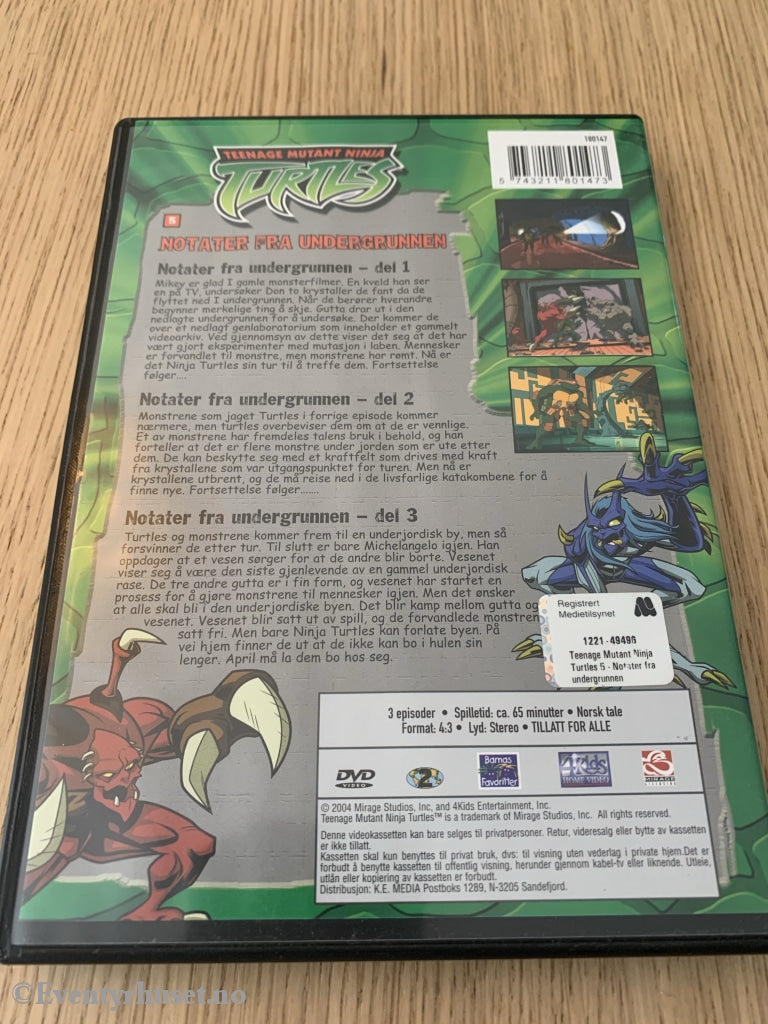 TEENAGE MUTANT NINJA
TURTLES
180147
5 743211 801473
5
NOTATER FRA UNDERGRUNNEN
Notater fra undergrunnen – del 1
Mikey er glad I gamle monsterfilmer. En kveld han ser
en på TV, undersøker Don to krystaller de fant da de
flyttet ned I undergrunnen. Når de berører hverandre
begynner merkelige ting å skje. Gutta drar ut i den
nedlagte undergrunnen for å undersøke. Der kommer de
over et nedlagt genlaboratorium som inneholder et gammelt
videoarkiv. Ved gjennomsyn av dette viser det seg at det har
vært gjort eksperimenter med mutasjon i laben. Mennesker
er forvandlet til monstre, men monstrene har rømt. Nå er
det Ninja Turtles sin tur til å treffe dem. Fortsettelse
følger....
Notater fra undergrunnen – del 2
Monstrene som jaget Turtles i forrige episode kommer
nærmere, men turtles overbeviser dem om at de er vennlige.
Et av monstrene har fremdeles talens bruk i behold, og han
forteller at det er flere monstre under jorden som er ute etter
dem. De kan beskytte seg med et kraftfelt som drives med kraft
fra krystallene som var utgangspunktet for turen. Men nå er
krystallene utbrent, og de må reise ned i de livsfarlige katakombene for å
finne nye. Fortsettelse følger.......
Notater fra undergrunnen – del 3
Turtles og monstrene kommer frem til en underjordisk by, men så
forsvinner de etter tur. Til slutt er bare Michelangelo igjen. Han
oppdager at et vesen sørger for at de andre blir borte. Vesenet
viser seg å være den siste gjenlevende av en gammel underjordisk
rase. De tre andre gutta er i fin form, og vesenet har startet en
prosess for å gjøre monstrene til mennesker igjen. Men det ønsker
at alle skal bli i den underjordiske byen. Det blir kamp mellom gutta og
vesenet. Vesenet blir satt ut av spill, og de forvandlede monstrene
satt fri. Men bare Ninja Turtles kan forlate byen. På
vei hjem finner de ut at de ikke kan bo i hulen sin
lenger. April må la dem bo hos seg.
Registrert
Medietilsynet
1221-49486
Teenage Mutant Ninja
Turtles 5 - Notater fra
undergrunnen
3 episoder • Spilletid: ca. 65 minutter • Norsk tale
Format: 4:3 • Lyd: Stereo • TILLATT FOR ALLE
DVD
VIDEO
2
Barnas
Favoritter
4Kids
HOME VIDEO
MIRAGE
© 2004 Mirage Studios, Inc, and 4Kids Entertainment, Inc.
Teenage Mutant Ninja Turtles™ is a trademark of Mirage Studios, Inc. All rights reserved.
Denne videokassetten kan bare selges til privatpersoner. Retur, videresalg eller bytte av kassetten
er ikke tillatt.
Kassetten skal kun benyttes til privat bruk, dvs: til visning uten vederlag i private hjem.Det er
forbudt å benytte kassetten til offentlig visning, herunder gjennom kabel-tv eller liknende. Utleie,
utlån eller kopiering av kassetten er forbudt.
Distribusjon: K.E. MEDIA Postboks 1289, N-3205 Sandefjord.
©Eventyrhuset.no